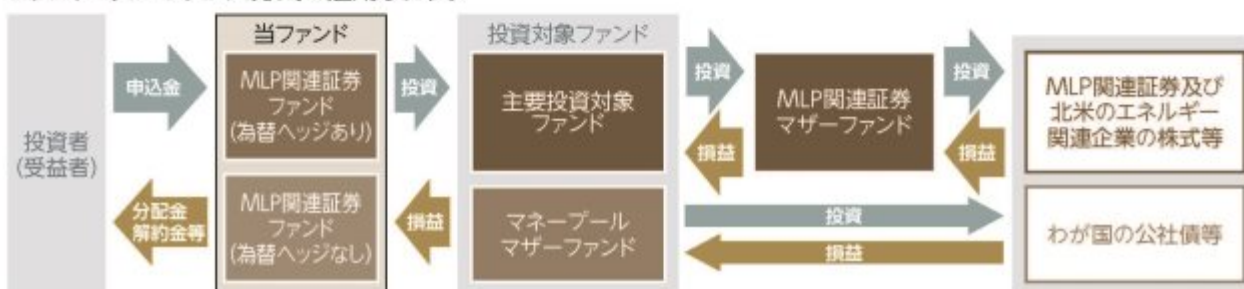 当ファンド
投資対象ファンド
投資者
(受益者)
申込金
分配金
解約金等
MLP関連証券
ファンド
(為替ヘッジあり)
MLP関連証券
ファンド
(為替ヘッジなし)
投資
損益
主要投資対象
ファンド
マネープール
マザーファンド
投資
損益
MLP関連証券
マザーファンド
投資
損益
投資
損益
MLP関連証券及び
北米のエネルギー
関連企業の株式等
わが国の公社債等